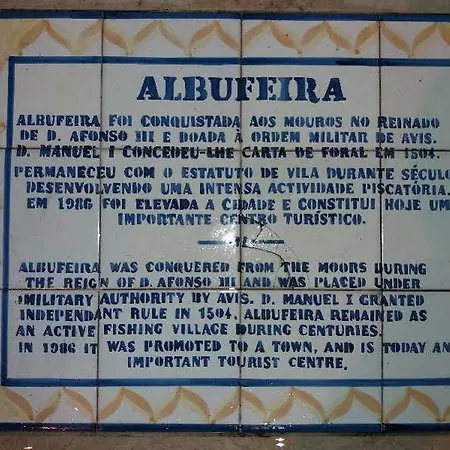 ALBUFEIRA
ALBUFEIRA FOI CONQUISTADA AOS MOUROS NO REINADO
DE D. AFONSO III E DOADA À ORDEM MILITAR DE AVIS.
D. MANUEL I CONCEDEU-LHE CARTA DE FORAL EM 1504.
PERMANECEU COM O ESTATUTO DE VILA DURANTE SÉCULO
DESENVOLVENDO UMA INTENSA ACTIVIDADE PISCATÓRIA.
EM 1986 FOI ELEVADA A CIDADE E CONSTITUI HOJE UM
IMPORTANTE CENTRO TURÍSTICO.
ALBUFEIRA WAS CONQUERED FROM THE MOORS DURING
THE REIGN OF D. AFONSO III AND WAS PLACED UNDER
MILITARY AUTHORITY BY AVIS. D. MANUEL I GRANTED
INDEPENDANT RULE IN 1504. ALBUFEIRA REMAINED AS
AN ACTIVE FISHING VILLAGE DURING CENTURIES.
IN 1986 IT WAS PROMOTED TO A TOWN, AND IS TODAY AN
IMPORTANT TOURIST CENTRE.